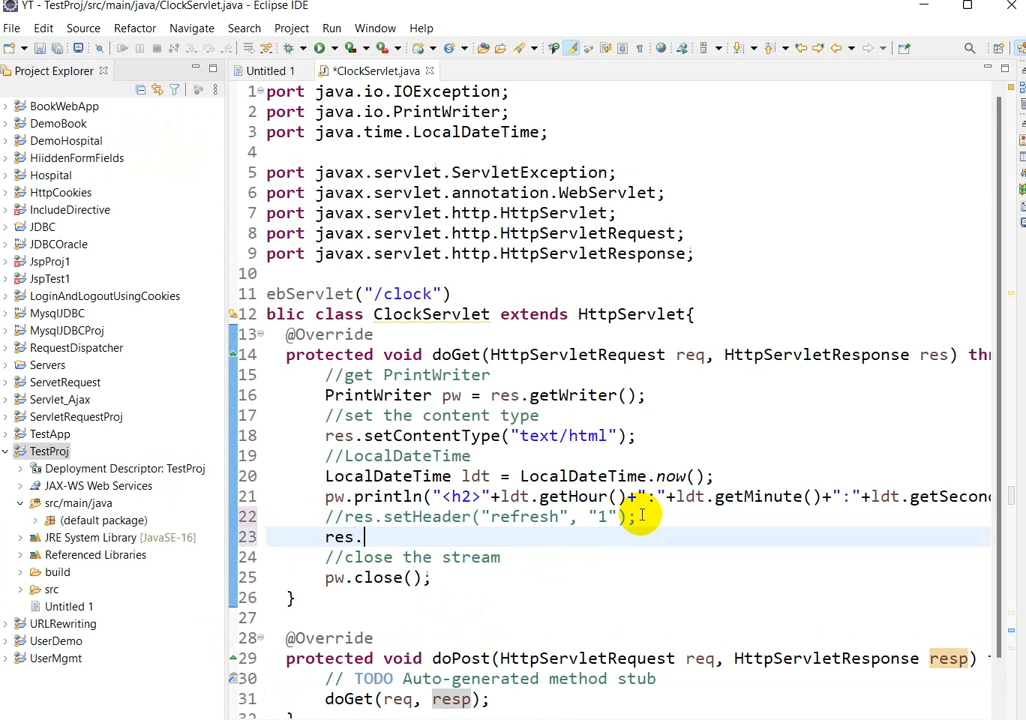 YT - TestProj/src/main/java/ClockServlet.java - Eclipse IDE
File Edit Source Refactor Navigate Search Project Run Window Help
Project Explorer
Untitled 1
*ClockServlet.java
BookWebApp
DemoBook
DemoHospital
HiiddenFormFields
Hospital
HttpCookies
IncludeDirective
JDBC
JDBCOracle
JspProj1
JspTest1
LoginAndLogoutUsingCookies
MysqlJDBC
MysqlJDBCProj
RequestDispatcher
Servers
ServetRequest
Servlet_Ajax
ServletRequestProj
TestApp
TestProj
Deployment Descriptor: TestProj
JAX-WS Web Services
src/main/java
(default package)
JRE System Library [JavaSE-16]
Referenced Libraries
build
src
Untitled 1
URLRewriting
UserDemo
UserMgmt
1 port java.io.IOException;
2 port java.io.PrintWriter;
3 port java.time.LocalDateTime;
4
5 port javax.servlet.ServletException;
6 port javax.servlet.annotation.WebServlet;
7 port javax.servlet.http.HttpServlet;
8 port javax.servlet.http.HttpServletRequest;
9 port javax.servlet.http.HttpServletResponse;
10
11 ebServlet("/clock")
12 blic class ClockServlet extends HttpServlet{
13 @Override
14 protected void doGet(HttpServletRequest req, HttpServletResponse res) thr
15 //get PrintWriter
16 PrintWriter pw = res.getWriter();
17 //set the content type
18 res.setContentType("text/html");
19 //LocalDateTime
20 LocalDateTime ldt = LocalDateTime.now();
21 pw.println("<h2>"+ldt.getHour()+":"+ldt.getMinute()+":"+ldt.getSecon
22 //res.setHeader("refresh", "1");
23 res.
24 //close the stream
25 pw.close();
26 }
27
28 @Override
29 protected void doPost(HttpServletRequest req, HttpServletResponse resp) t
30 // TODO Auto-generated method stub
31 doGet(req, resp);
32 }